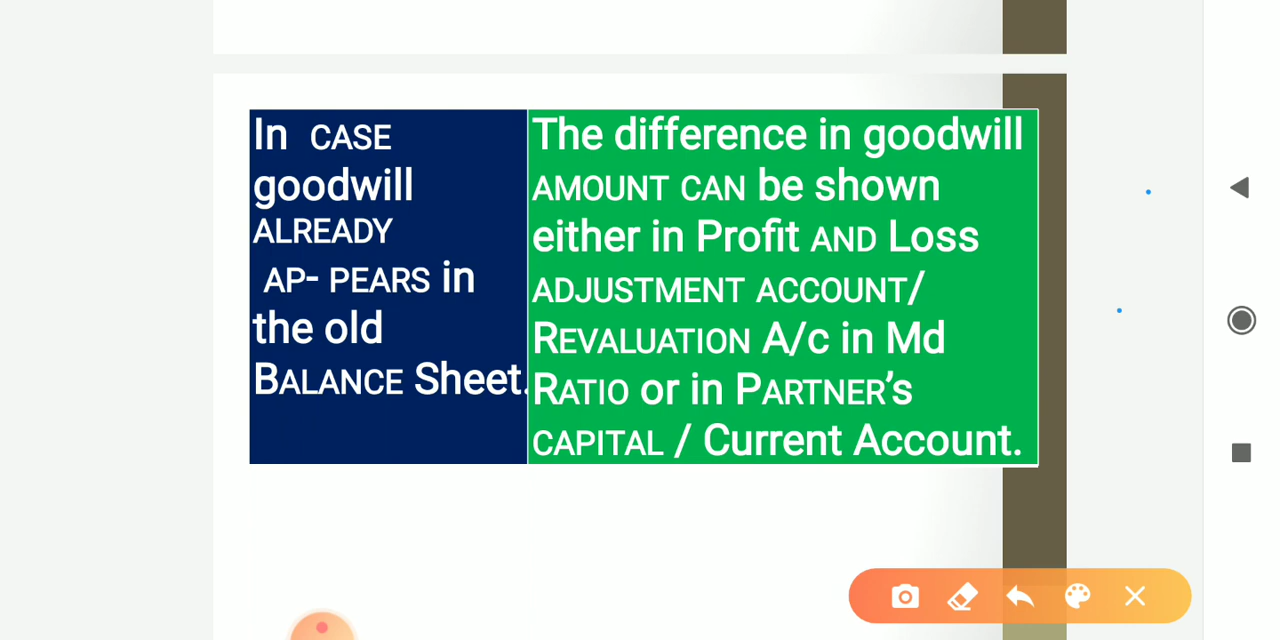 In CASE
goodwill
ALREADY
AP- PEARS in
the old
BALANCE Sheet.
The difference in goodwill
AMOUNT CAN be shown
either in Profit AND Loss
ADJUSTMENT ACCOUNT/
REVALUATION A/c in Md
RATIO or in PARTNER’s
CAPITAL / Current Account.